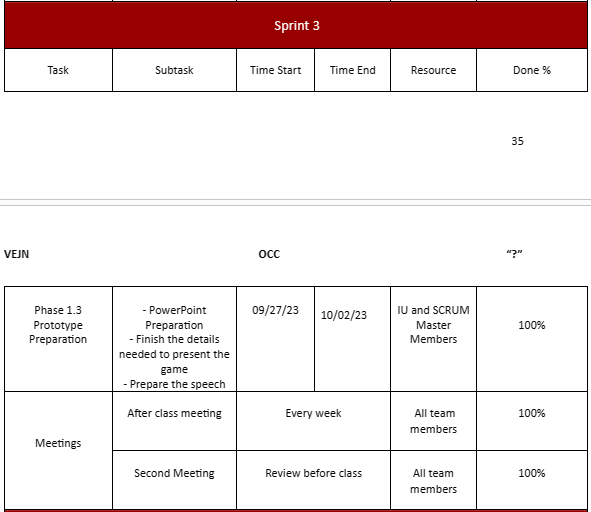 Sprint 3
Task Subtask Time Start Time End Resource Done %
35
VEJN OCC “?”
Phase 1.3
Prototype
Preparation
- PowerPoint
Preparation
- Finish the details
needed to present the
game
- Prepare the speech
09/27/23
10/02/23
IU and SCRUM
Master
Members
100%
Meetings
After class meeting
Every week
All team
members
100%
Second Meeting
Review before class
All team
members
100%